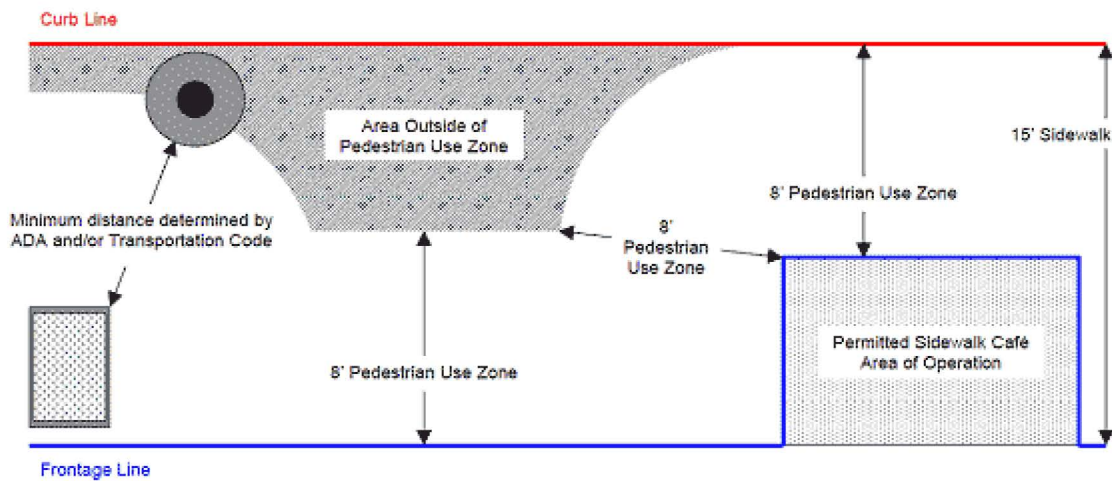 Curb Line
Area Outside of
Pedestrian Use Zone
15' Sidewalk
8' Pedestrian Use Zone
Minimum distance determined by
ADA and/or Transportation Code
8'
Pedestrian
Use Zone
8' Pedestrian Use Zone
Permitted Sidewalk Café
Area of Operation
Frontage Line